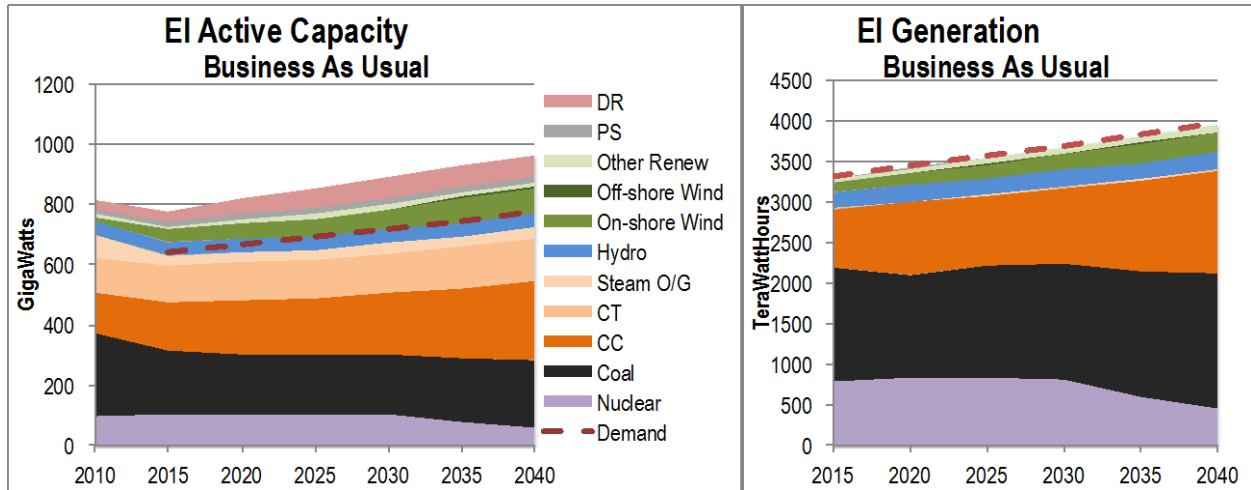 EI Active Capacity
Business As Usual
1200
1000
800
600
400
200
0
GigaWatts
2010 2015 2020 2025 2030 2035 2040
DR
PS
Other Renew
Off-shore Wind
On-shore Wind
Hydro
Steam O/G
CT
CC
Coal
Nuclear
Demand
EI Generation
Business As Usual
4500
4000
3500
3000
2500
2000
1500
1000
500
0
TeraWattHours
2015 2020 2025 2030 2035 2040